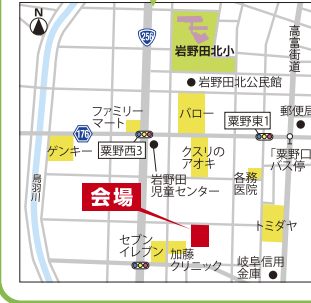 N
256
高富街道
岩野田北小
岩野田北公民館
ファミリー
マート
バロー
粟野東1
郵便局
176
ゲンキー
粟野西3
岩野田
児童センター
クスリの
アオキ
各務
医院
「粟野口」
バス停
鳥羽川
会場
トミダヤ
セブン
イレブン
加藤
クリニック
岐阜信用
金庫